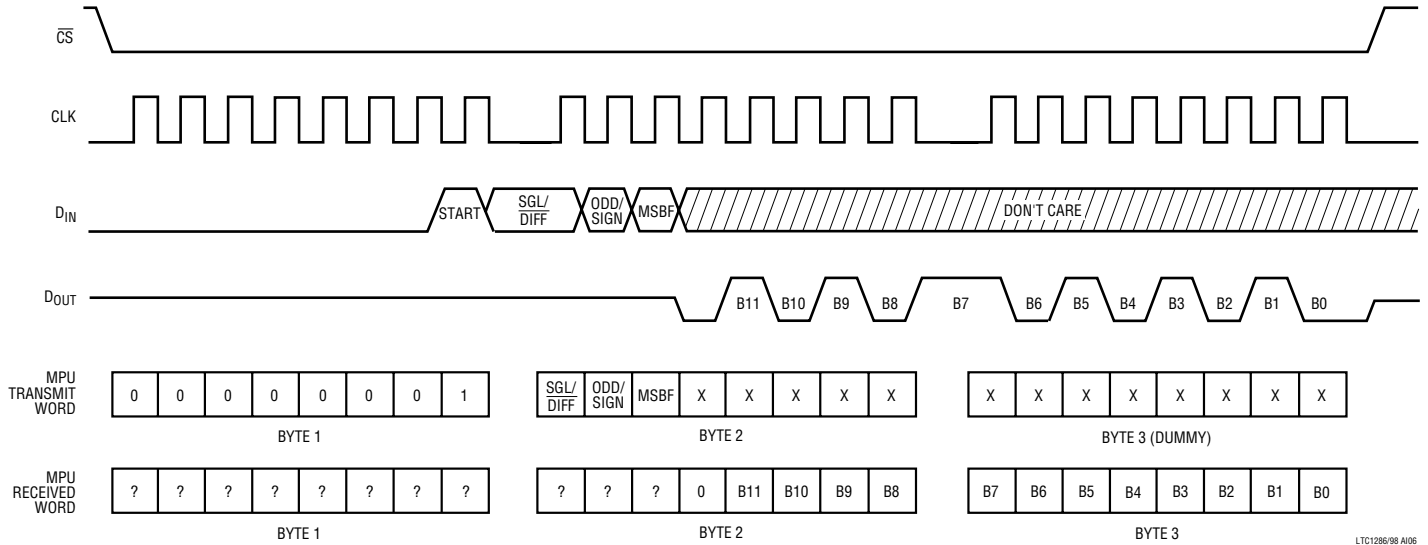 CS
CLK
DIN
START SGL/ ODD/ MSBF DON'T CARE
DIFF SIGN
DOUT
B11 B10 B9 B8 B7 B6 B5 B4 B3 B2 B1 B0
MPU
TRANSMIT
WORD
0 0 0 0 0 0 0 1
SGL/ ODD/ MSBF X X X X X
DIFF SIGN
X X X X X X X X
BYTE 1 BYTE 2 BYTE 3 (DUMMY)
MPU
RECEIVED
WORD
? ? ? ? ? ? ? ?
? ? ? 0 B11 B10 B9 B8
B7 B6 B5 B4 B3 B2 B1 B0
BYTE 1 BYTE 2 BYTE 3
LTC1286/98 AI06